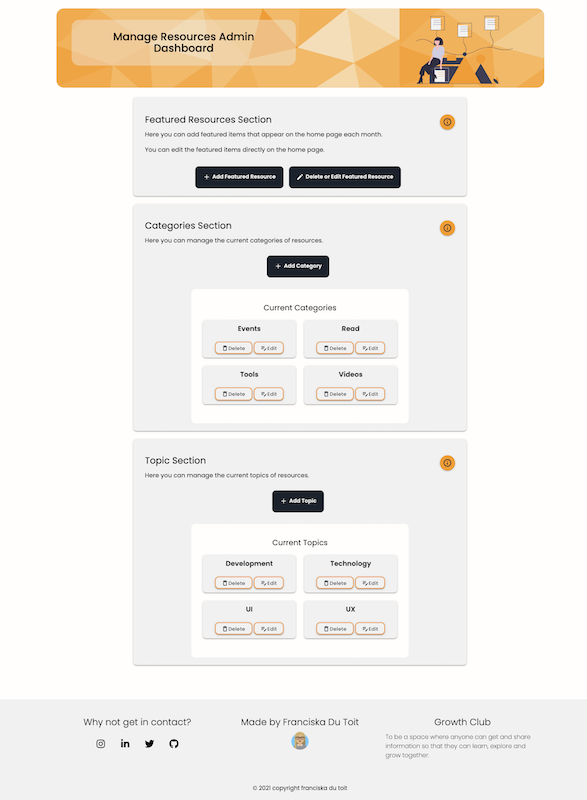 Manage Resources Admin
Dashboard
Featured Resources Section
Here you can add featured items that appear on the home page each month.
You can edit the featured items directly on the home page.
Add Featured Resource
Delete or Edit Featured Resource
Categories Section
Here you can manage the current categories of resources.
Add Category
Current Categories
Events
Read
Delete Edit
Delete Edit
Tools
Videos
Delete Edit
Delete Edit
Topic Section
Here you can manage the current topics of resources.
Add Topic
Current Topics
Development
Technology
Delete Edit
Delete Edit
UI
UX
Delete Edit
Delete Edit
Why not get in contact?
Made by Franciska Du Toit
Growth Club
To be a space where anyone can get and share
information so that they can learn, explore and
grow together.
© 2021 copyright franciska du toit